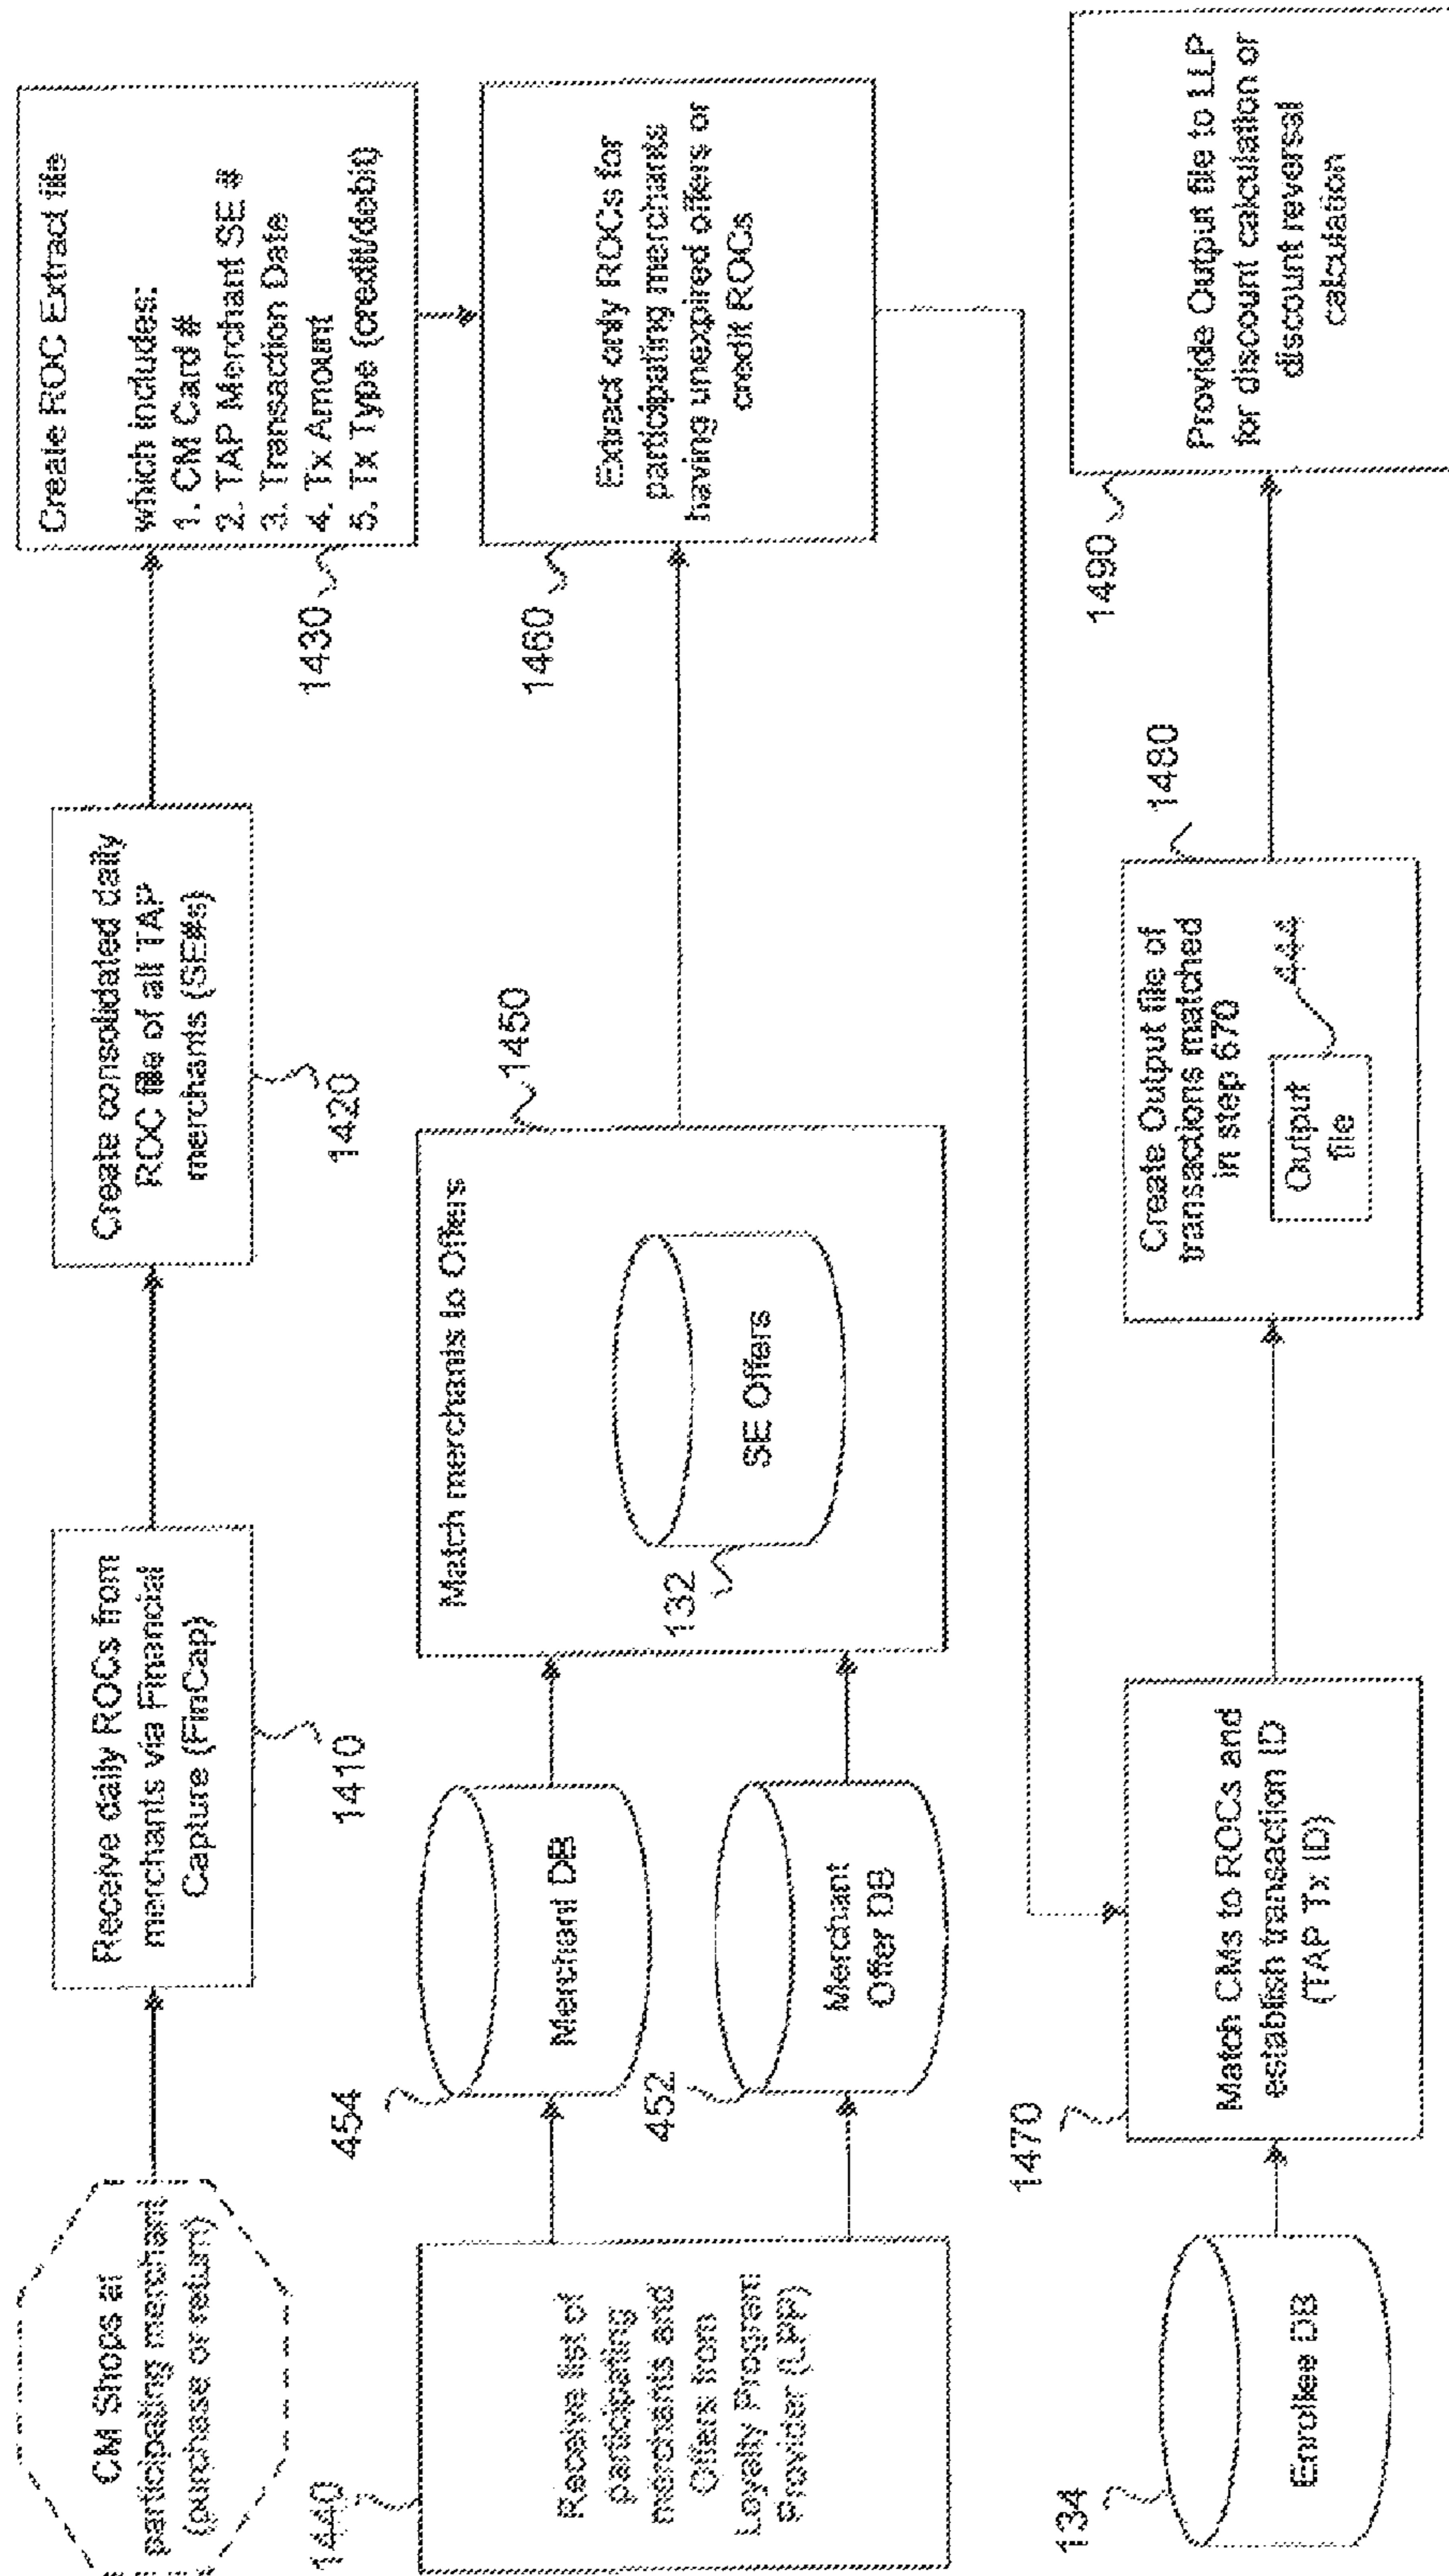 CM Shops at
participating merchant
(purchase or return)
Receive daily ROCs from
merchants via Financial
Capture (FinCap)
1410
Create consolidated daily
ROC file of all TAP
merchants (SE#s)
1420
Create ROC Extract file
which includes:
1. CM Card #
2. TAP Merchant SE #
3. Transaction Date
4. Tx Amount
5. Tx Type (credit/debit)
1430
1440
Receive list of
participating
merchants and
Offers from
Loyalty Program
Provider (LPP)
454
Merchant DB
452
Merchant
Offer DB
1450
Match merchants to Offers
132
SE Offers
1460
Extract only ROCs for
participating merchants
having unexpired offers or
credit ROCs
134
Enrollee DB
1470
Match CMs to ROCs and
establish transaction ID
(TAP Tx ID)
1480
Create Output file of
transactions matched
in step 670
444
Output
file
1490
Provide Output file to LLP
for discount calculation or
discount reversal
calculation